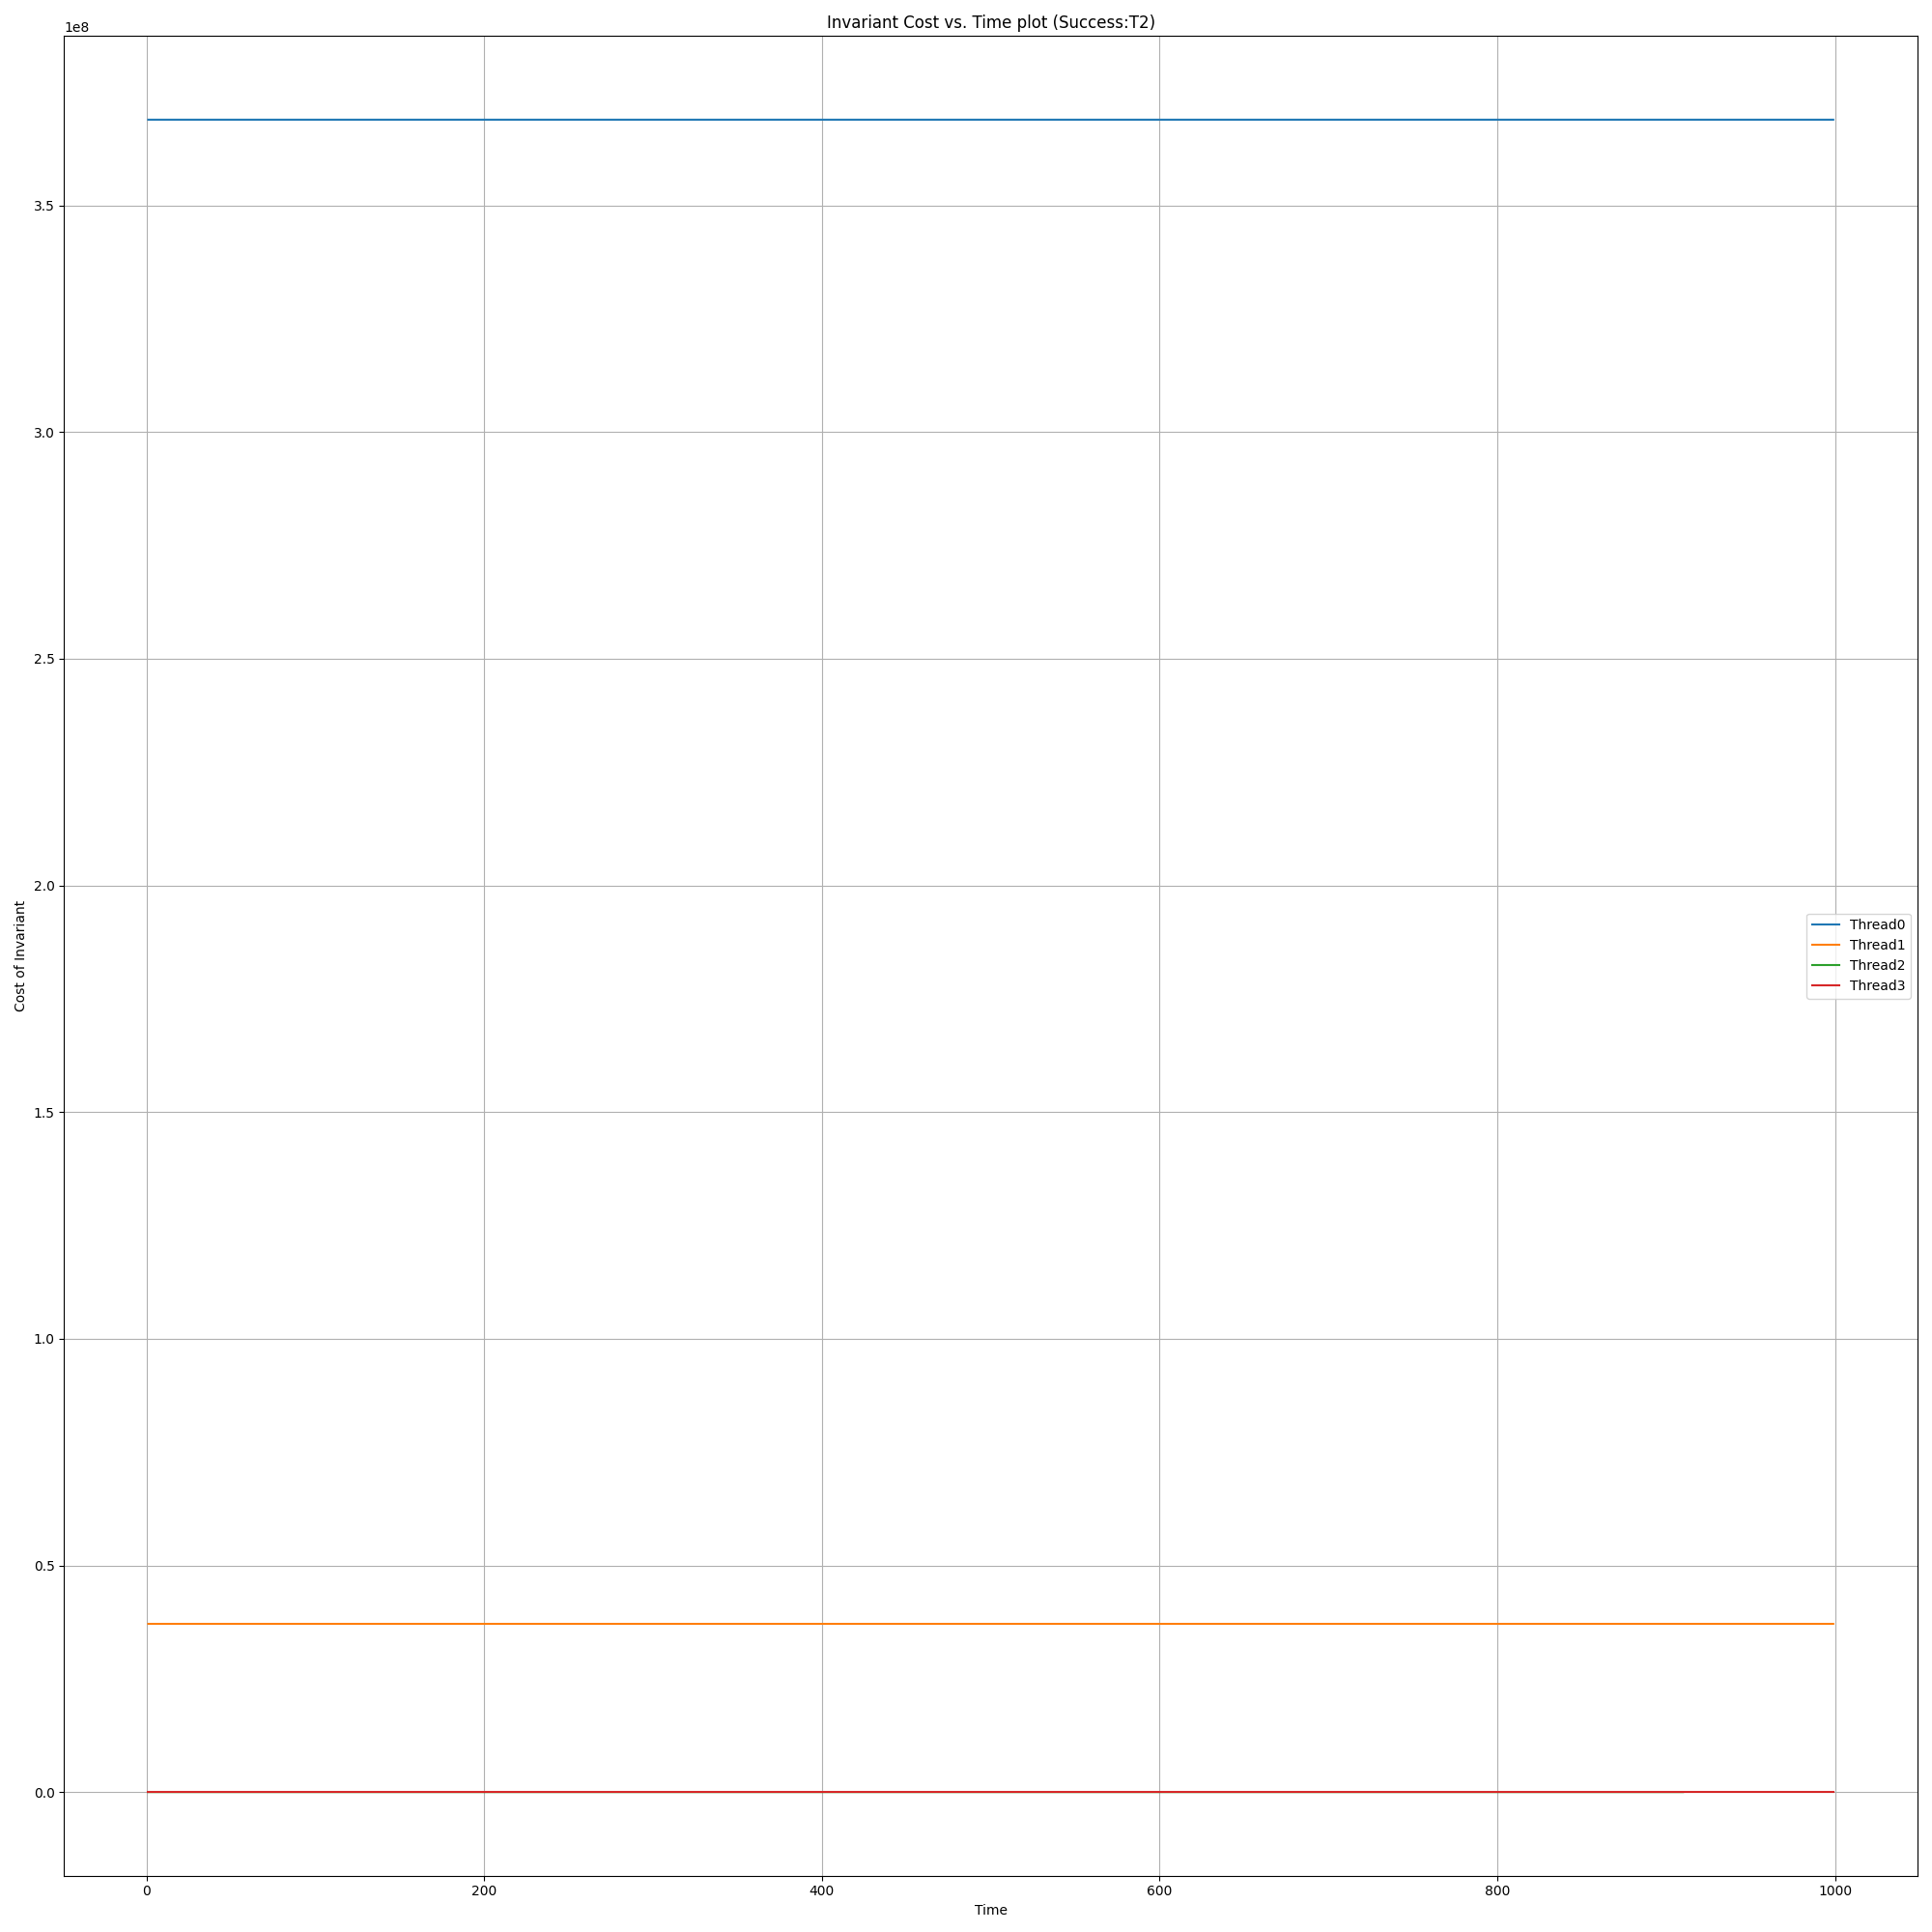 Invariant Cost vs. Time plot (Success:T2)
1e8
3.5
3.0
2.5
2.0
1.5
1.0
0.5
0.0
Cost of Invariant
Thread0
Thread1
Thread2
Thread3
0 200 400 600 800 1000
Time